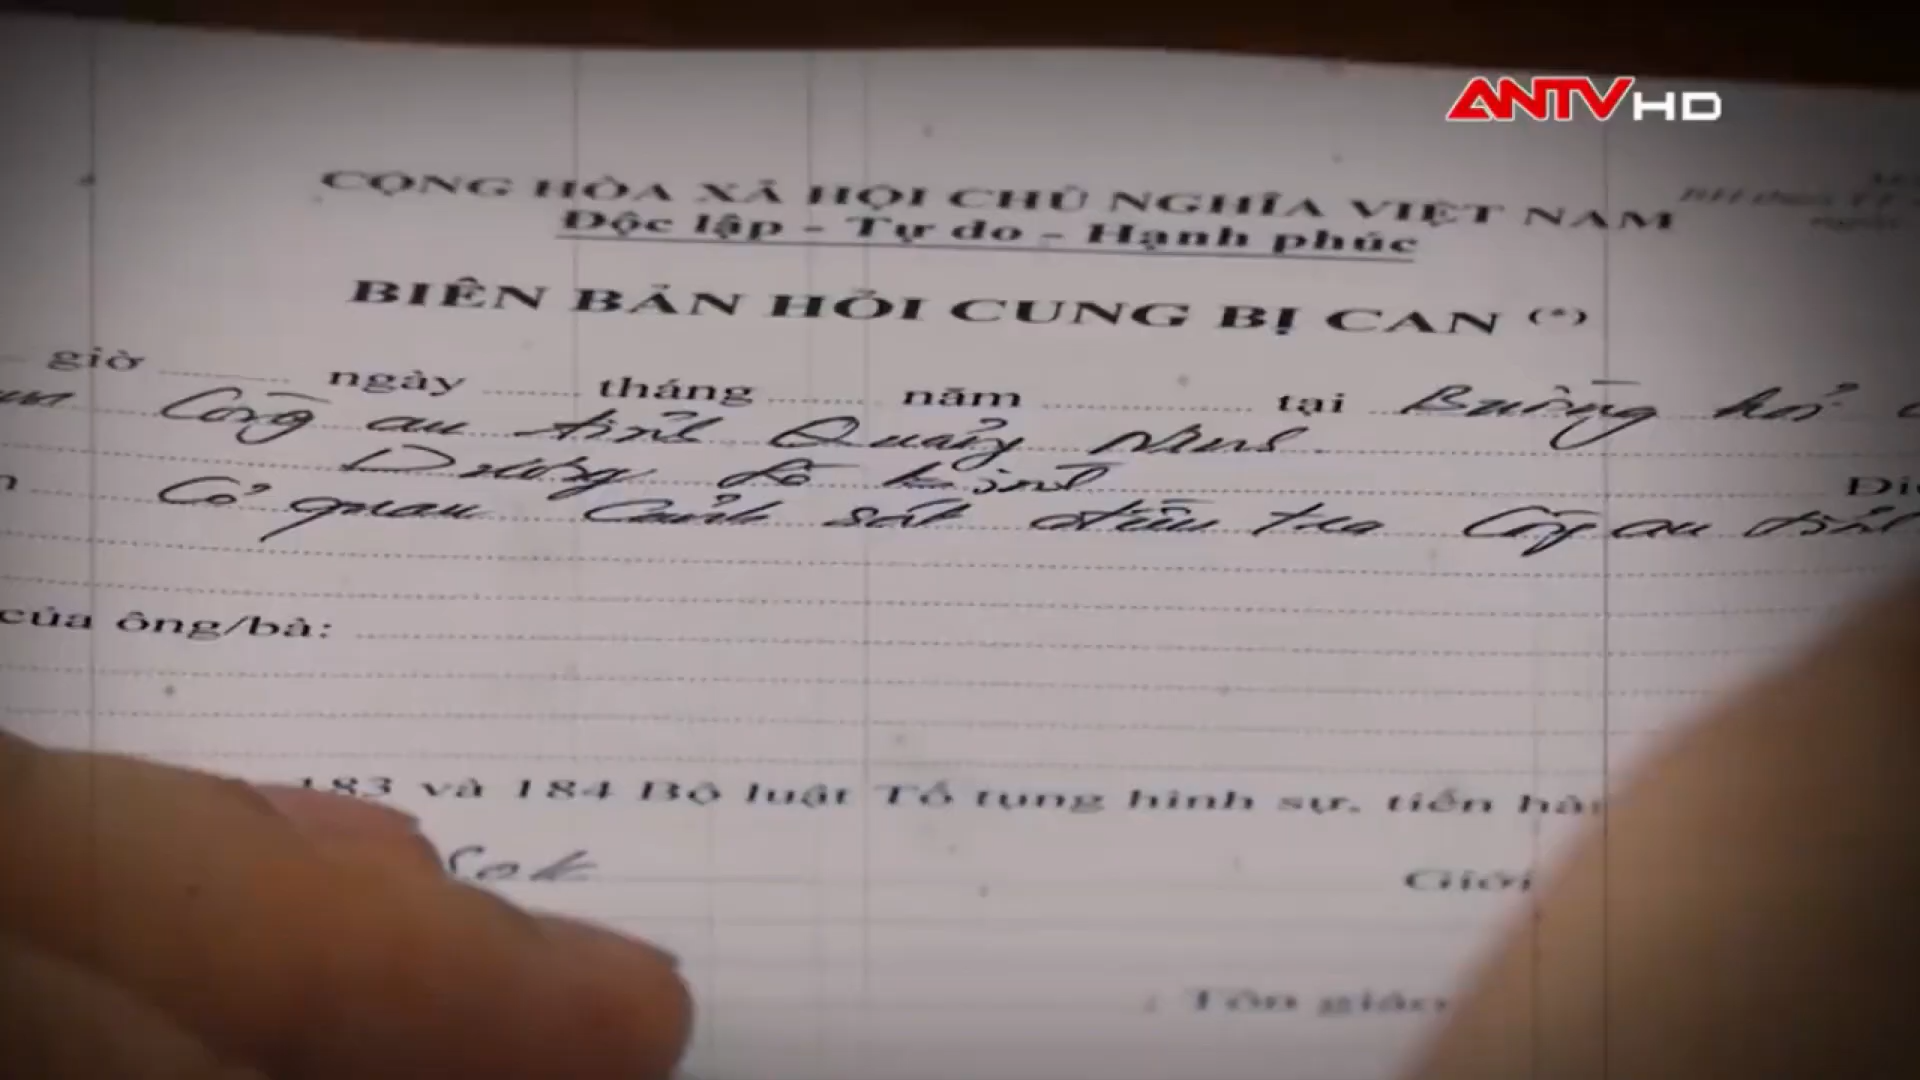 ANTV HD
CỘNG HÒA XÃ HỘI CHỦ NGHĨA VIỆT NAM
Độc lập - Tự do - Hạnh phúc
BIÊN BẢN HỎI CUNG BỊ CAN (*)
giờ ngày tháng năm tại Buồng hỏi
Công an tỉnh Quảng Ninh
Dương
Cơ quan Cảnh sát điều tra Công an tỉnh
của ông/bà:
183 và 184 Bộ luật Tố tụng hình sự, tiến
Sok
Giới
Tôn giáo